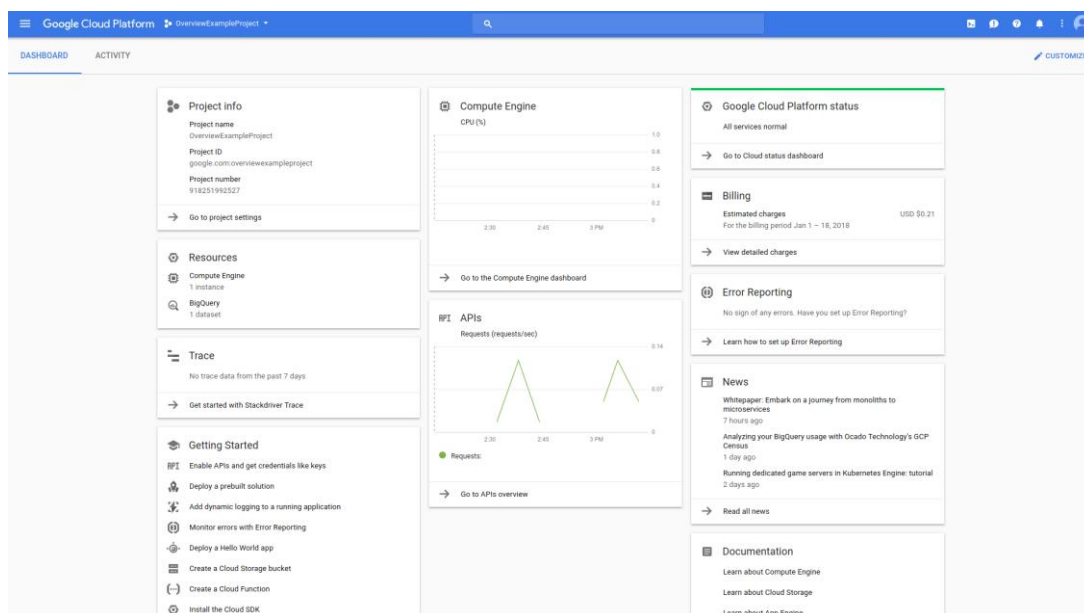 Google Cloud Platform
OverviewExampleProject
DASHBOARD
ACTIVITY
CUSTOMIZ
Project info
Project name
OverviewExampleProject
Project ID
google.com:overviewexampleproject
Project number
918251992527
Go to project settings
Resources
Compute Engine
1 instance
BigQuery
1 dataset
Trace
No trace data from the past 7 days
Get started with Stackdriver Trace
Getting Started
API Enable APIs and get credentials like keys
Deploy a prebuilt solution
Add dynamic logging to a running application
Monitor errors with Error Reporting
Deploy a Hello World app
Create a Cloud Storage bucket
Create a Cloud Function
Install the Cloud SDK
Compute Engine
CPU (%)
1.0
0.8
0.6
0.4
0.2
0
2:30 2:45 3 PM
Go to the Compute Engine dashboard
API APIs
Requests (requests/sec)
0.14
0.07
0
2:30 2:45 3 PM
Requests:
Go to APIs overview
Google Cloud Platform status
All services normal
Go to Cloud status dashboard
Billing
Estimated charges USD $0.21
For the billing period Jan 1 – 18, 2018
View detailed charges
Error Reporting
No sign of any errors. Have you set up Error Reporting?
Learn how to set up Error Reporting
News
Whitepaper: Embark on a journey from monoliths to
microservices
7 hours ago
Analyzing your BigQuery usage with Ocado Technology's GCP
Census
1 day ago
Running dedicated game servers in Kubernetes Engine: tutorial
2 days ago
Read all news
Documentation
Learn about Compute Engine
Learn about Cloud Storage
Learn about App Engine